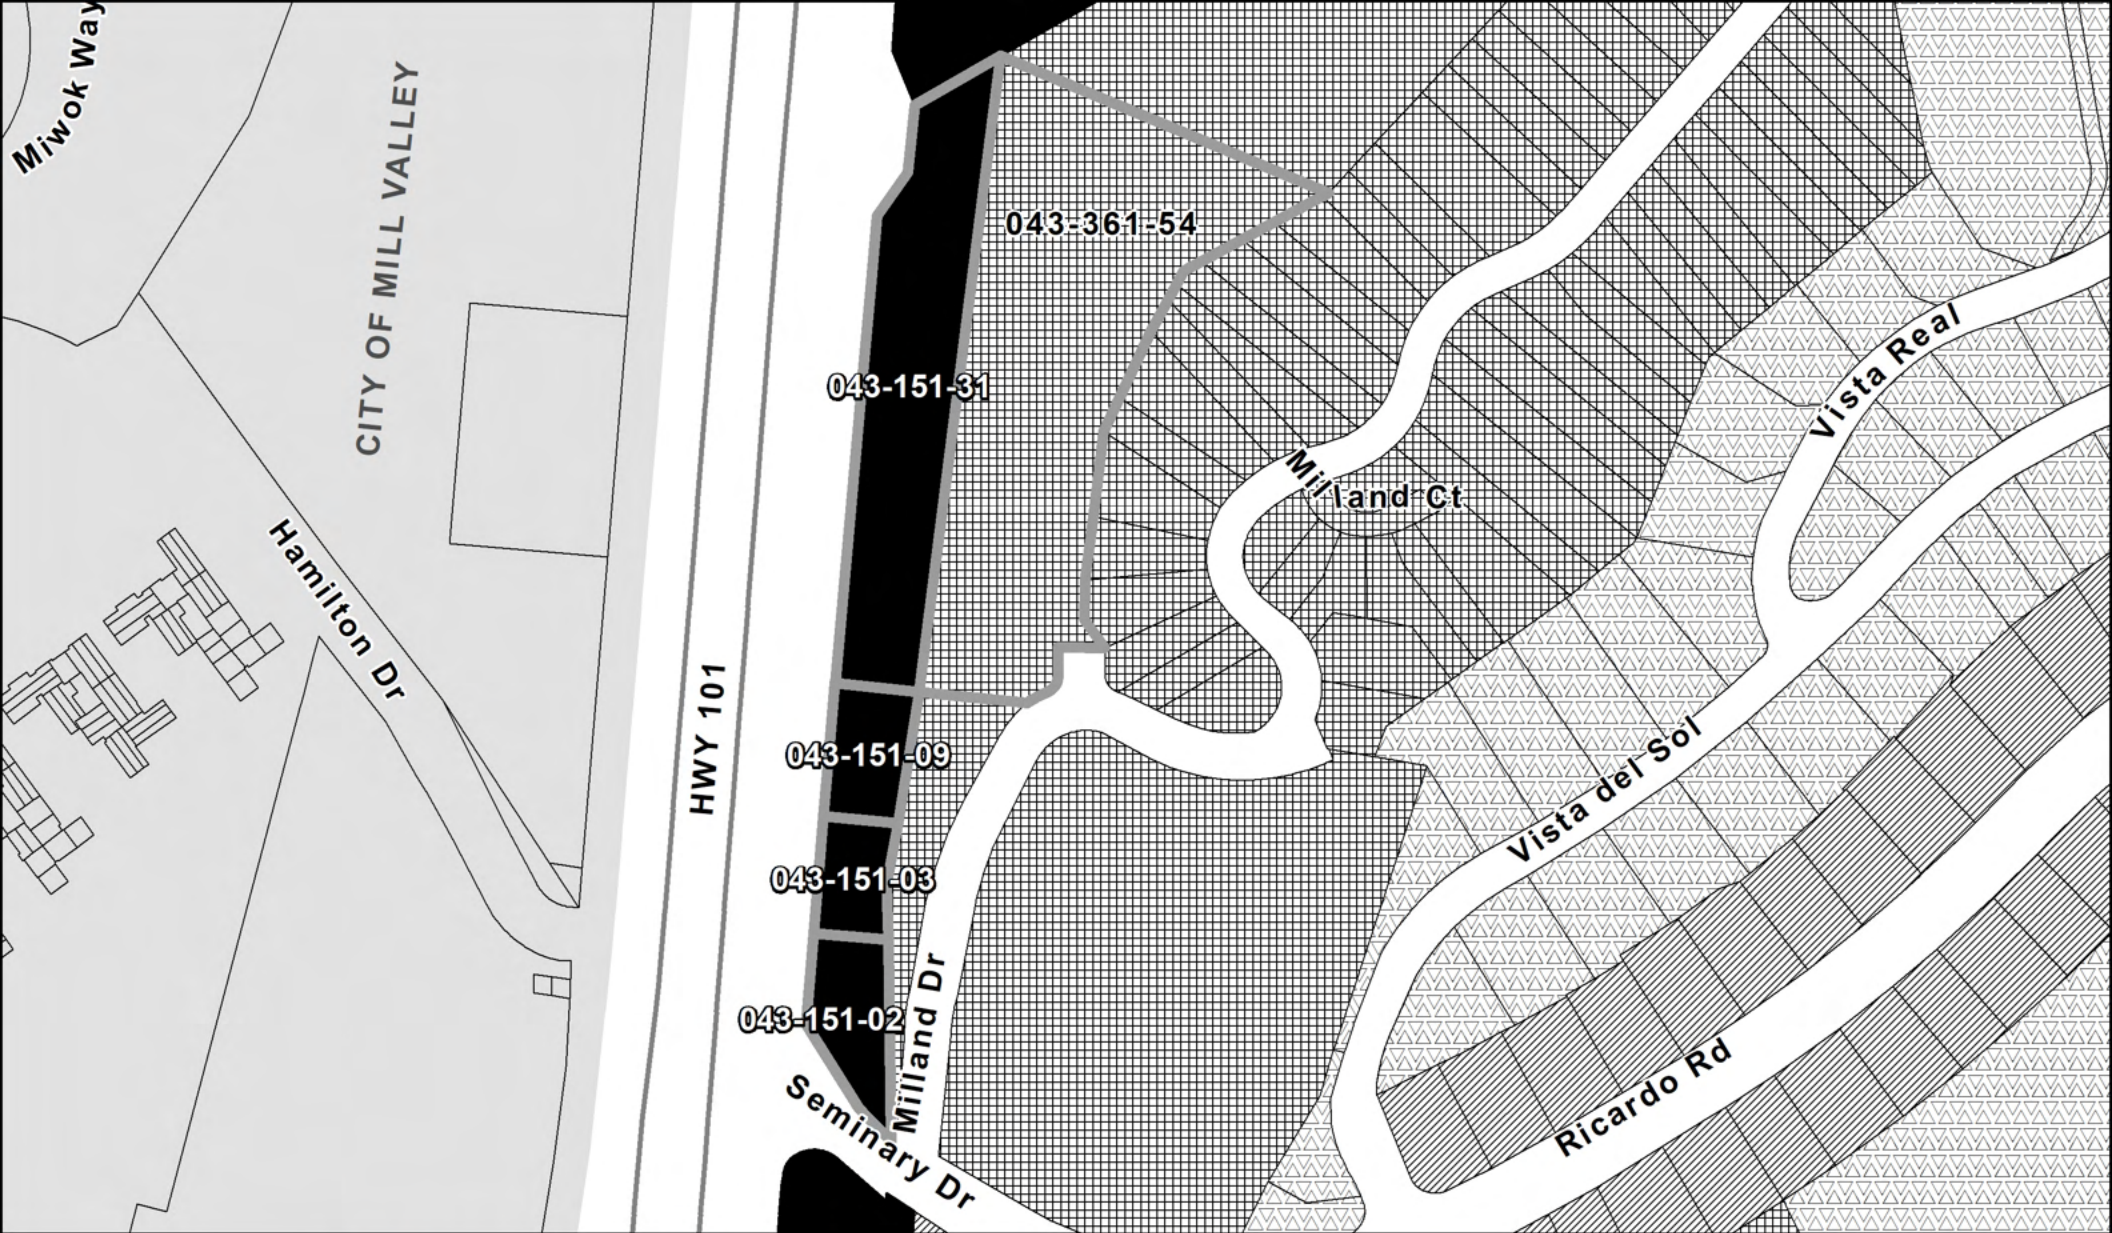 Miwok Way
CITY OF MILL VALLEY
043-361-54
Vista Real
043-151-31
Milland Ct
Hamilton Dr
HWY 101
043-151-09
Vista del Sol
043-151-03
043-151-02
Milland Dr
Ricardo Rd
Seminary Dr